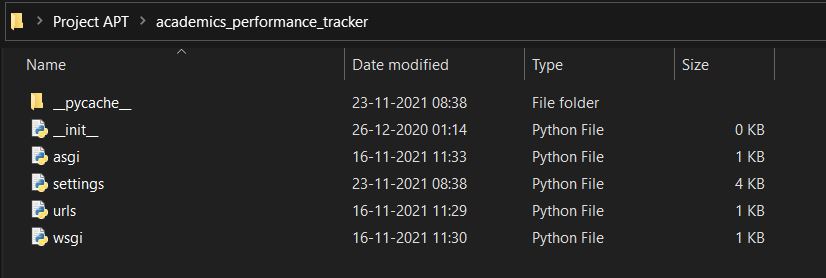 Project APT > academics_performance_tracker
Name Date modified Type Size
__pycache__ 23-11-2021 08:38 File folder
__init__ 26-12-2020 01:14 Python File 0 KB
asgi 16-11-2021 11:33 Python File 1 KB
settings 23-11-2021 08:38 Python File 4 KB
urls 16-11-2021 11:29 Python File 1 KB
wsgi 16-11-2021 11:30 Python File 1 KB